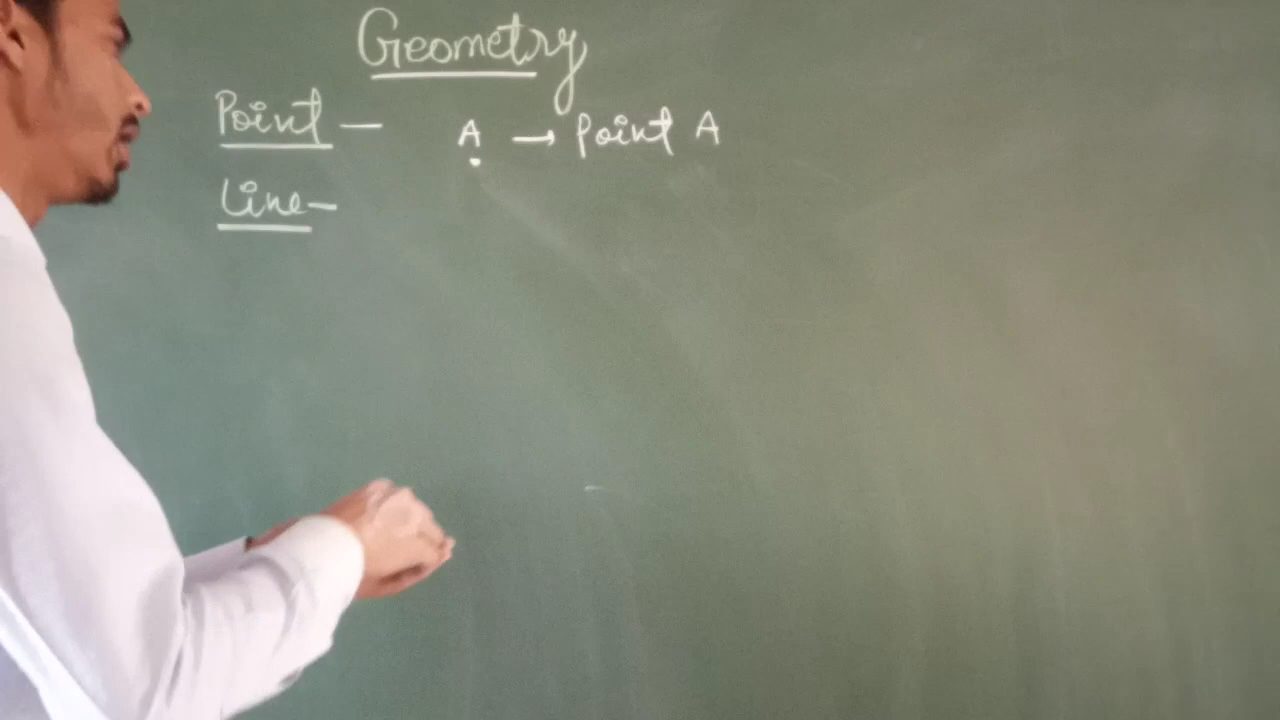 Geometry
Point — A → Point A
Line —